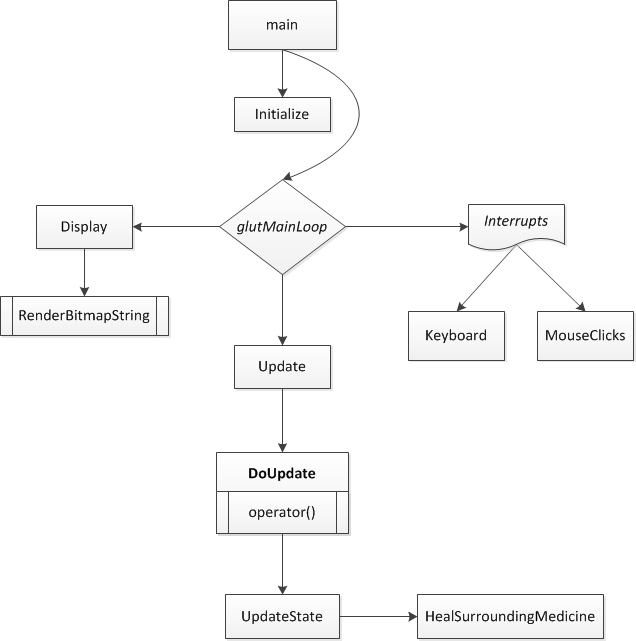 main
Initialize
glutMainLoop
Display
Interrupts
RenderBitmapString
Keyboard
MouseClicks
Update
DoUpdate
operator()
UpdateState
HealSurroundingMedicine